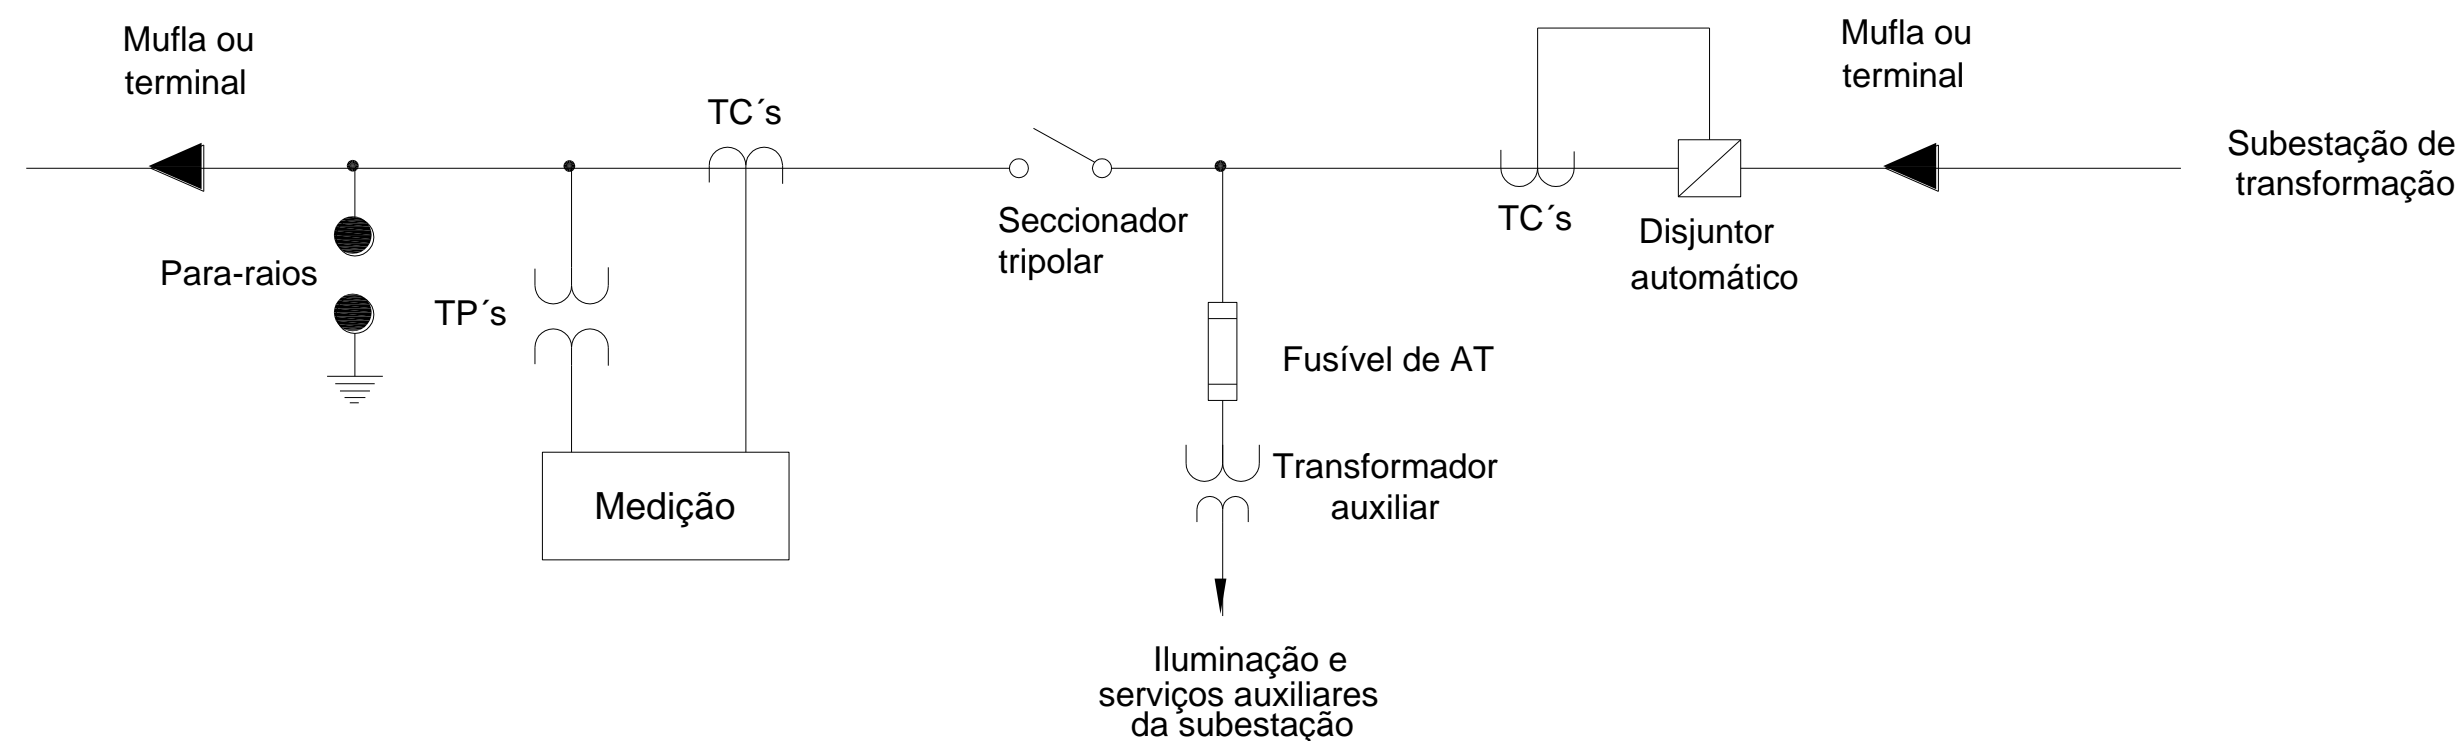 Mufla ou
terminal
TC´s
Mufla ou
terminal
Subestação de
transformação
Para-raios
TP´s
Seccionador
tripolar
TC´s
Disjuntor
automático
Fusível de AT
Medição
Transformador
auxiliar
Iluminação e
serviços auxiliares
da subestação